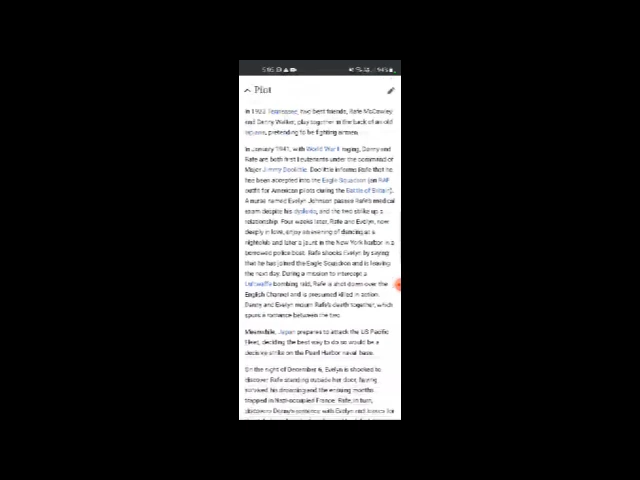 Plot
In 1923 Tennessee, two best friends, Rafe McCawley
and Danny Walker, play together in the back of an old
biplane, pretending to be fighting airmen.
In January 1941, with World War II raging, Danny and
Rafe are both first lieutenants under the command of
Major Jimmy Doolittle. Doolittle informs Rafe that he
has been accepted into the Eagle Squadron (an RAF
outfit for American pilots during the Battle of Britain).
A nurse named Evelyn Johnson passes Rafe's medical
exam despite his dyslexia, and the two strike up a
relationship. Four weeks later, Rafe and Evelyn, now
deeply in love, enjoy an evening of dancing at a
nightclub and later a jaunt in the New York harbor in a
borrowed police boat. Rafe shocks Evelyn by saying
that he has joined the Eagle Squadron and is leaving
the next day. During a mission to intercept a
Luftwaffe bombing raid, Rafe is shot down over the
English Channel and is presumed killed in action.
Danny and Evelyn mourn Rafe's death together, which
spurs a romance between the two.
Meanwhile, Japan prepares to attack the US Pacific
Fleet, deciding the best way to do so would be a
decisive strike on the Pearl Harbor naval base.
On the night of December 6, Evelyn is shocked to
discover Rafe standing outside her door, having
survived his downing and the ensuing months
trapped in Nazi-occupied France. Rafe, in turn,
discovers Danny's romance with Evelyn and leaves for